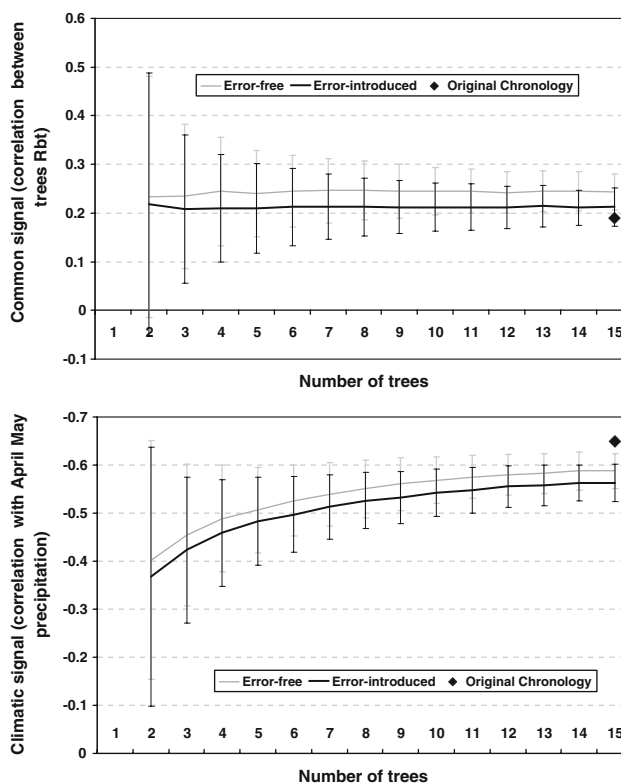 Common signal (correlation between
trees Rbt)
0.6
0.5
0.4
0.3
0.2
0.1
0
-0.1
Error-free Error-introduced Original Chronology
1 2 3 4 5 6 7 8 9 10 11 12 13 14 15
Number of trees
Climatic signal (correlation with April May
precipitation)
-0.7
-0.6
-0.5
-0.4
-0.3
-0.2
-0.1
0
Error-free Error-introduced Original Chronology
1 2 3 4 5 6 7 8 9 10 11 12 13 14 15
Number of trees